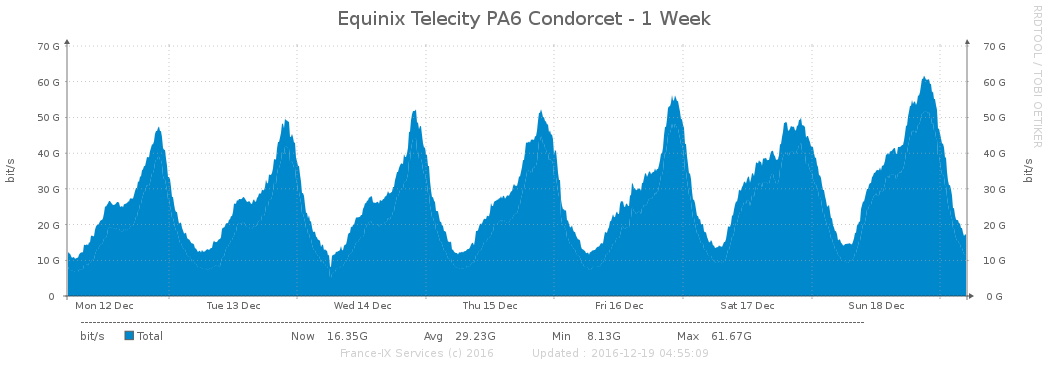 Equinix Telecity PA6 Condorcet - 1 Week
RRDTOOL / TOBI OETIKER
70 G 70 G
60 G 60 G
50 G 50 G
40 G 40 G
30 G 30 G
20 G 20 G
10 G 10 G
0 0 G
bit/s
bit/s
Mon 12 Dec Tue 13 Dec Wed 14 Dec Thu 15 Dec Fri 16 Dec Sat 17 Dec Sun 18 Dec
bit/s Total Now 16.35G Avg 29.23G Min 8.13G Max 61.67G
France-IX Services (c) 2016 Updated : 2016-12-19 04:55:09